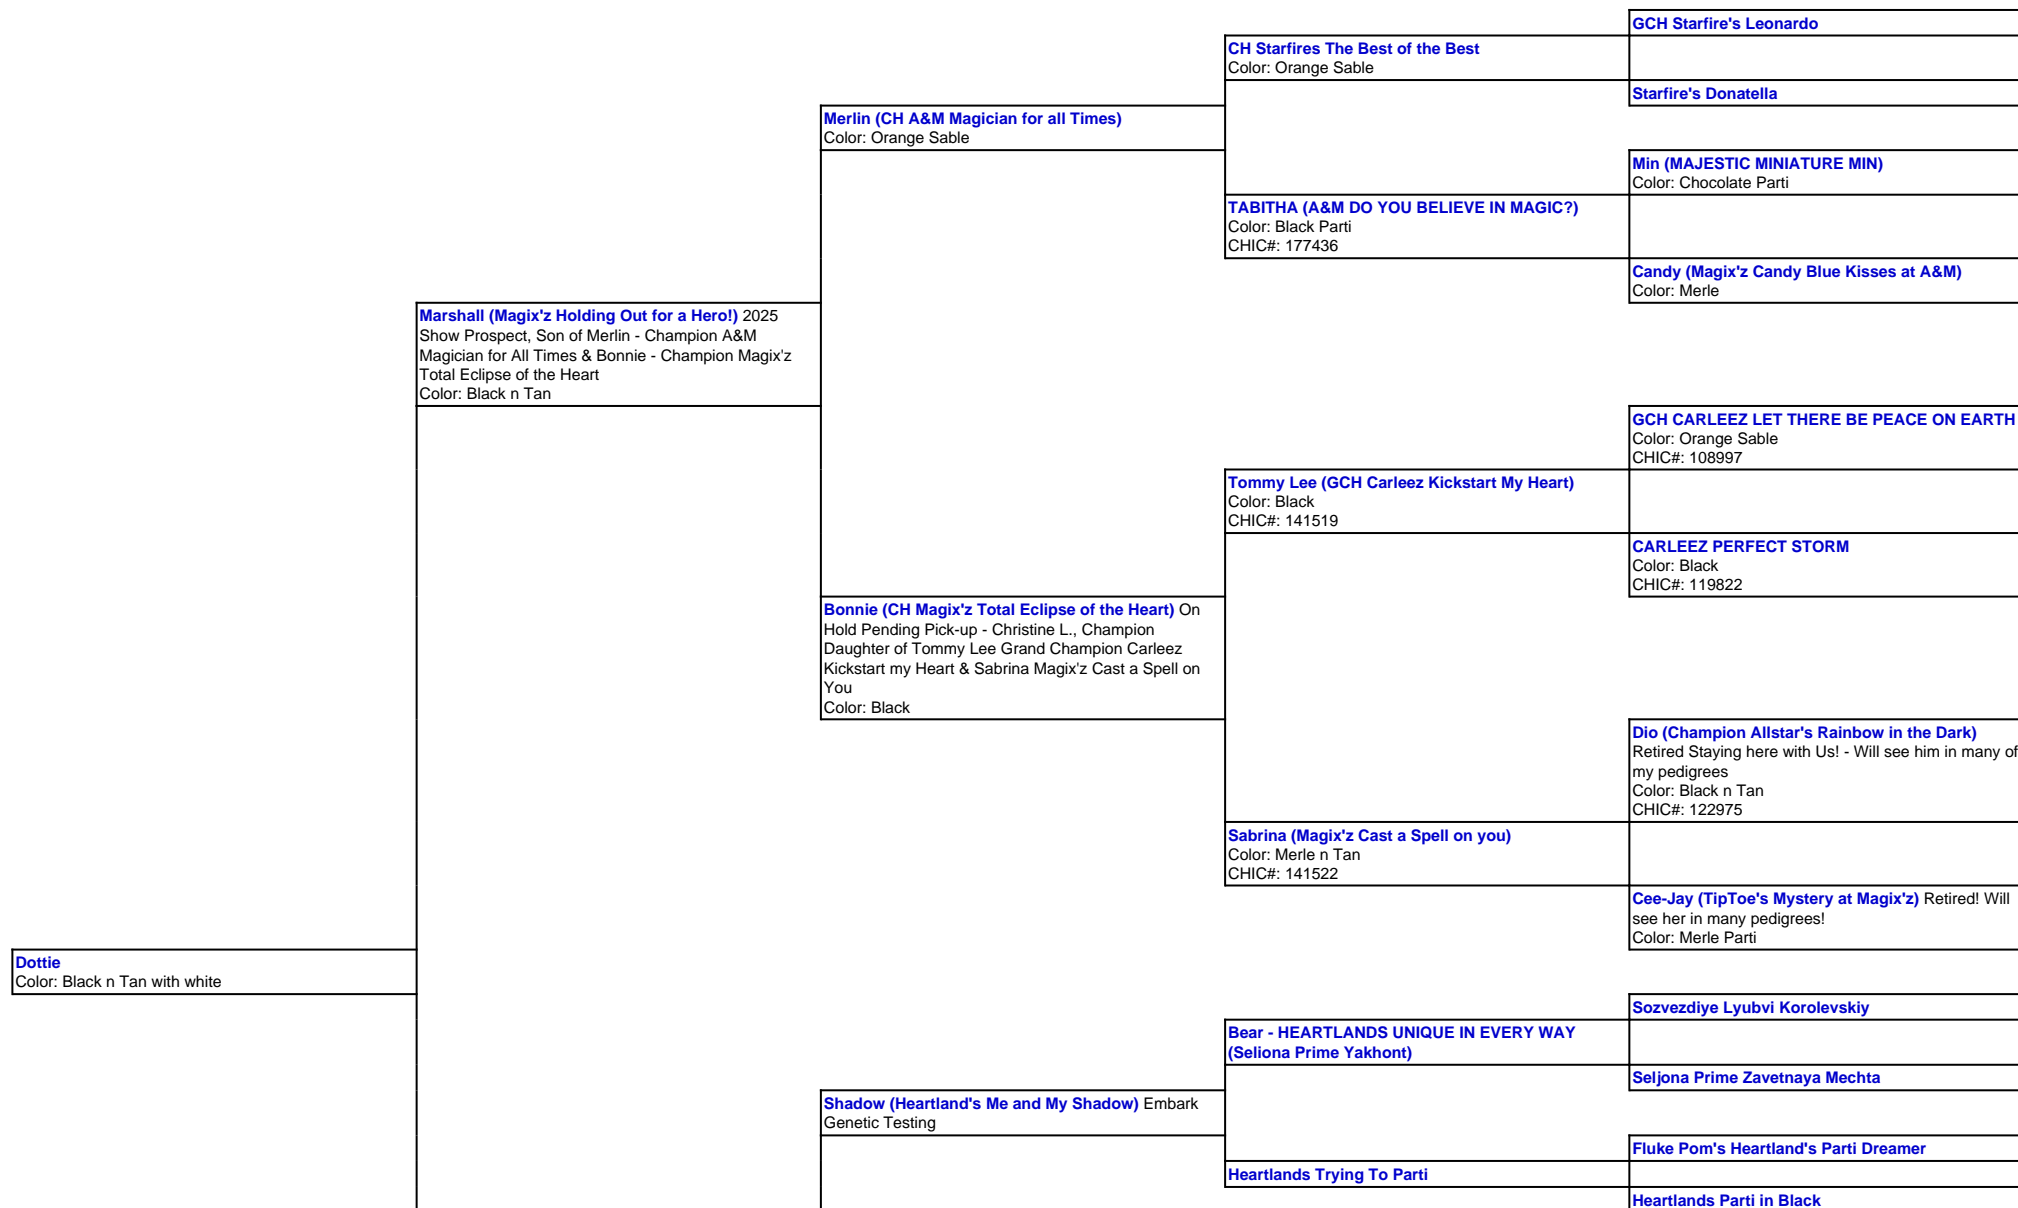 GCH Starfire's Leonardo
CH Starfires The Best of the Best
Color: Orange Sable
Starfire's Donatella
Merlin (CH A&M Magician for all Times)
Color: Orange Sable
Min (MAJESTIC MINIATURE MIN)
Color: Chocolate Parti
TABITHA (A&M DO YOU BELIEVE IN MAGIC?)
Color: Black Parti
CHIC#: 177436
Candy (Magix'z Candy Blue Kisses at A&M)
Color: Merle
Marshall (Magix'z Holding Out for a Hero!) 2025
Show Prospect, Son of Merlin - Champion A&M
Magician for All Times & Bonnie - Champion Magix'z
Total Eclipse of the Heart
Color: Black n Tan
GCH CARLEEZ LET THERE BE PEACE ON EARTH
Color: Orange Sable
CHIC#: 108997
Tommy Lee (GCH Carleez Kickstart My Heart)
Color: Black
CHIC#: 141519
CARLEEZ PERFECT STORM
Color: Black
CHIC#: 119822
Bonnie (CH Magix'z Total Eclipse of the Heart) On
Hold Pending Pick-up - Christine L., Champion
Daughter of Tommy Lee Grand Champion Carleez
Kickstart my Heart & Sabrina Magix'z Cast a Spell on
You
Color: Black
Dio (Champion Allstar's Rainbow in the Dark)
Retired Staying here with Us! - Will see him in many of
my pedigrees
Color: Black n Tan
CHIC#: 122975
Sabrina (Magix'z Cast a Spell on you)
Color: Merle n Tan
CHIC#: 141522
Cee-Jay (TipToe's Mystery at Magix'z) Retired! Will
see her in many pedigrees!
Color: Merle Parti
Dottie
Color: Black n Tan with white
Sozvezdiye Lyubvi Korolevskiy
Bear - HEARTLANDS UNIQUE IN EVERY WAY
(Seliona Prime Yakhont)
Seljona Prime Zavetnaya Mechta
Shadow (Heartland's Me and My Shadow) Embark
Genetic Testing
Fluke Pom's Heartland's Parti Dreamer
Heartlands Trying To Parti
Heartlands Parti in Black